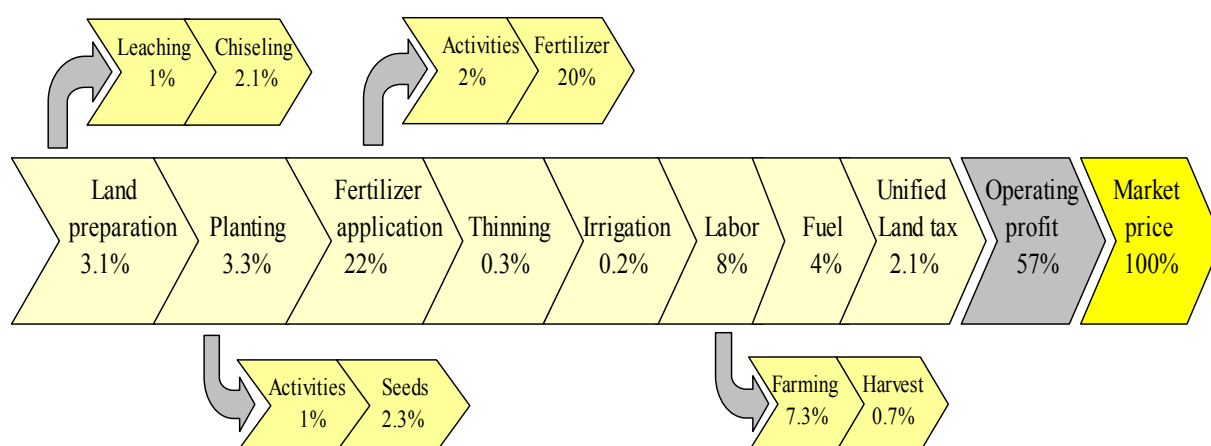 Leaching
1%
Chiseling
2.1%
Activities
2%
Fertilizer
20%
Land
preparation
3.1%
Planting
3.3%
Fertilizer
application
22%
Thinning
0.3%
Irrigation
0.2%
Labor
8%
Fuel
4%
Unified
Land tax
2.1%
Operating
profit
57%
Market
price
100%
Activities
1%
Seeds
2.3%
Farming
7.3%
Harvest
0.7%